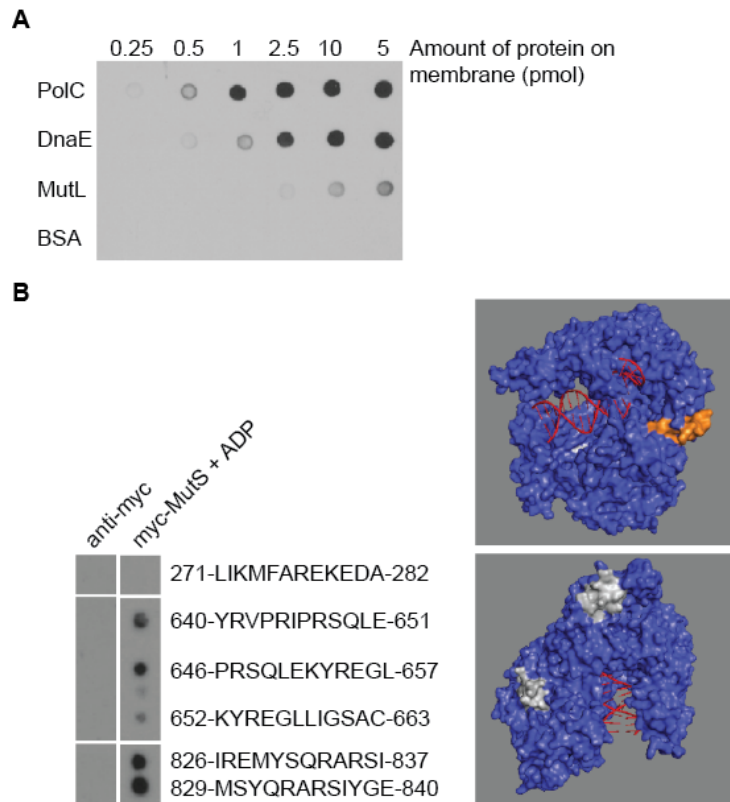 A
0.25 0.5 1 2.5 10 5 Amount of protein on
membrane (pmol)
PolC
DnaE
MutL
BSA
B
anti-myc
myc-MutS + ADP
271-LIKMFAREKEDA-282
640-YRVPRIPRSQLE-651
646-PRSQLEKYREGL-657
652-KYREGLLIGSAC-663
826-IREMYSQRARSI-837
829-MSYQRARSIYGE-840